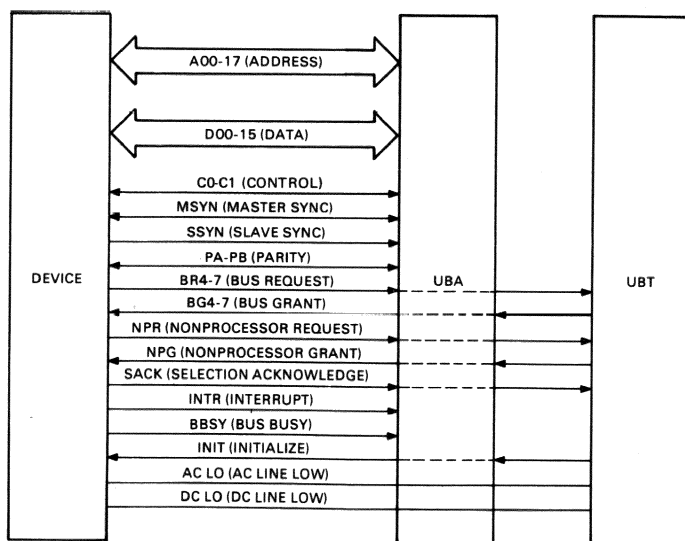 A00-17 (ADDRESS)
D00-15 (DATA)
C0-C1 (CONTROL)
MSYN (MASTER SYNC)
SSYN (SLAVE SYNC)
PA-PB (PARITY)
DEVICE
BR4-7 (BUS REQUEST)
UBA
UBT
BG4-7 (BUS GRANT)
NPR (NONPROCESSOR REQUEST)
NPG (NONPROCESSOR GRANT)
SACK (SELECTION ACKNOWLEDGE)
INTR (INTERRUPT)
BBSY (BUS BUSY)
INIT (INITIALIZE)
AC LO (AC LINE LOW)
DC LO (DC LINE LOW)